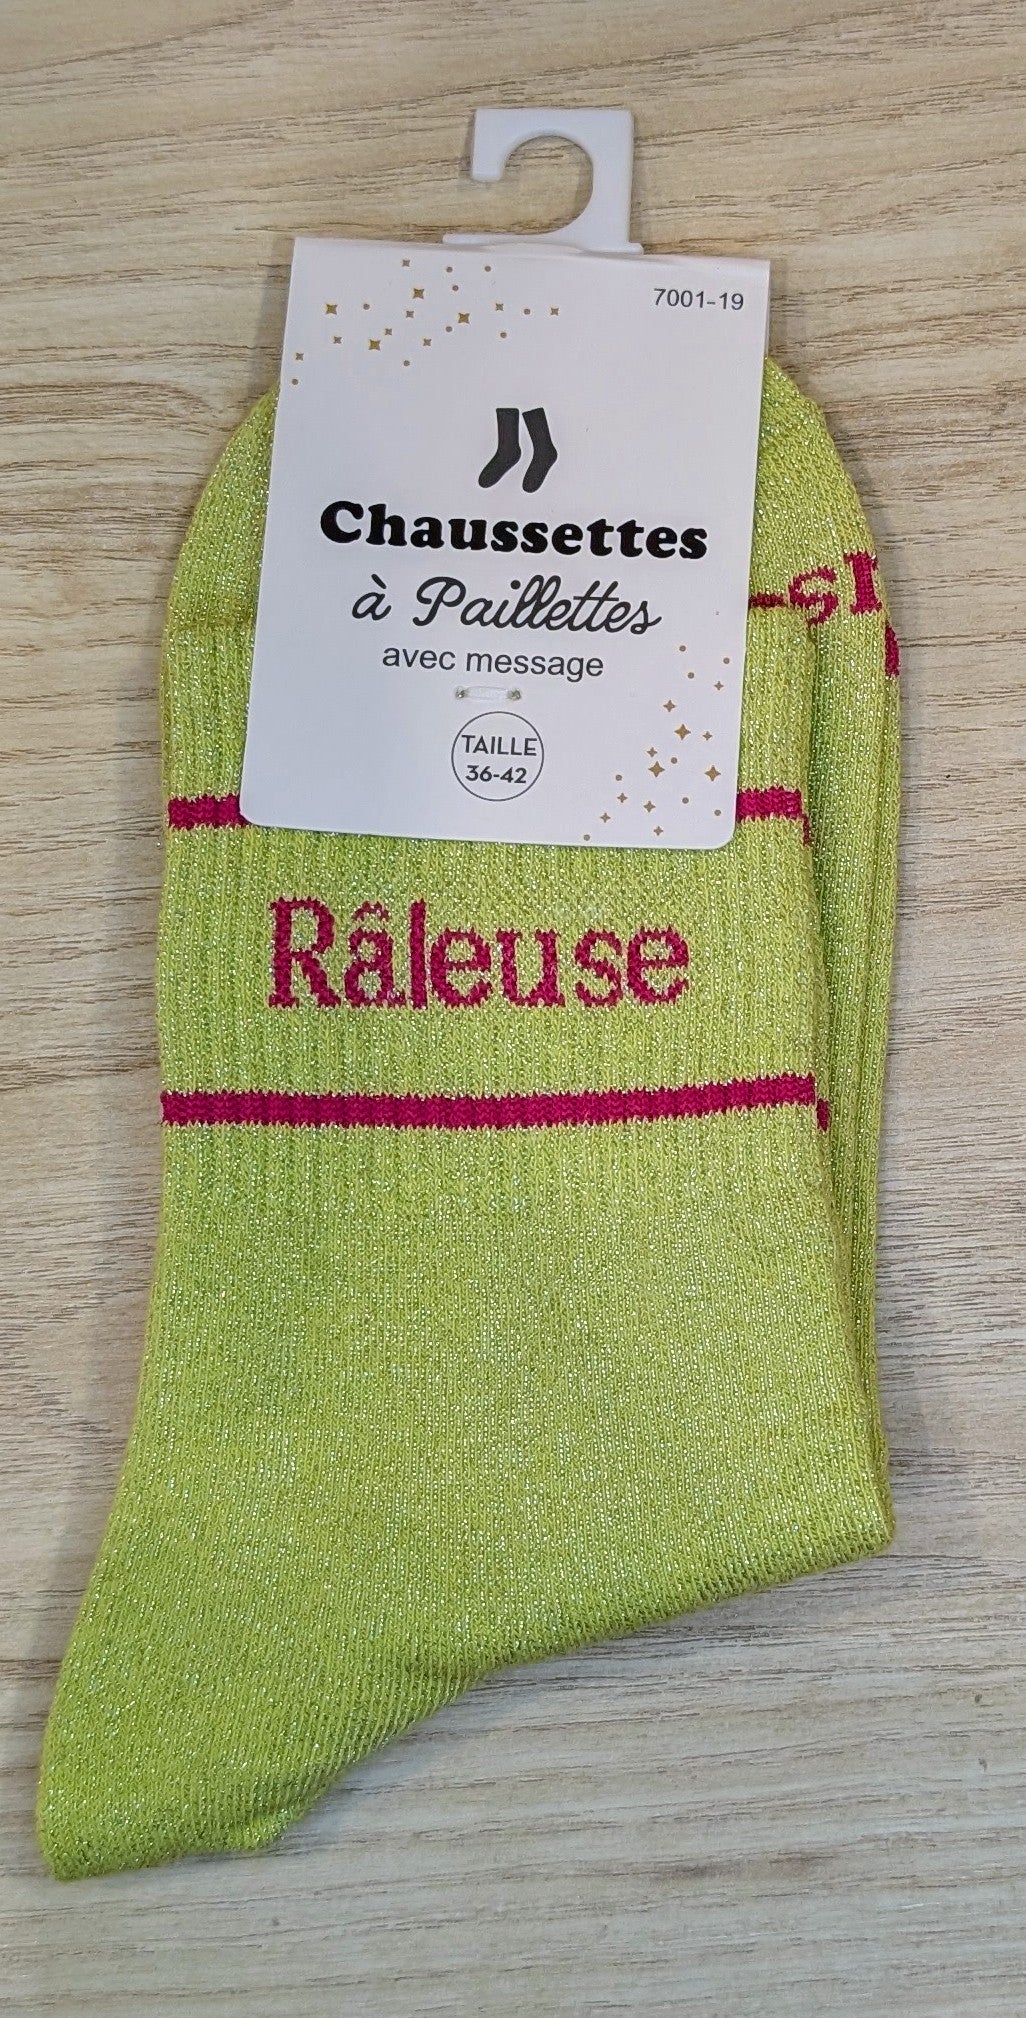 7001-19
Chaussettes
à Paillettes
avec message
TAILLE
36-42
Râleuse